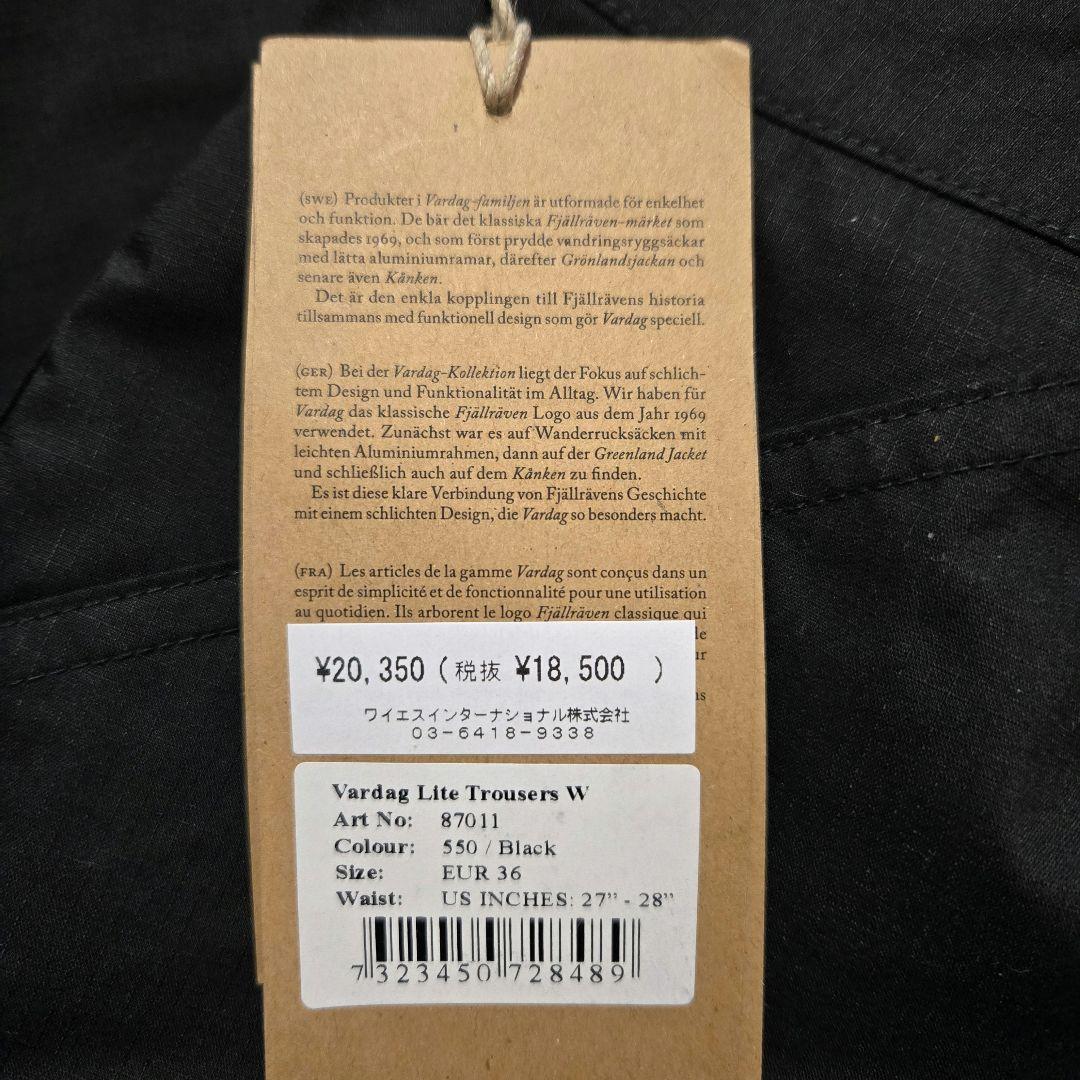 (SWE) Produkter i Vardag-familjen är utformade för enkelhet
och funktion. De bär det klassiska Fjällräven-märket som
skapades 1969, och som först prydde vandringsryggsäckar
med lätta aluminiumramar, därefter Grönlandsjackan och
senare även Kånken.
Det är den enkla kopplingen till Fjällrävens historia
tillsammans med funktionell design som gör Vardag speciell.
(GER) Bei der Vardag-Kollektion liegt der Fokus auf schlich-
tem Design und Funktionalität im Alltag. Wir haben für
Vardag das klassische Fjällräven Logo aus dem Jahr 1969
verwendet. Zunächst war es auf Wanderrucksäcken mit
leichten Aluminiumrahmen, dann auf der Greenland Jacket
und schließlich auch auf dem Kånken zu finden.
Es ist diese klare Verbindung von Fjällrävens Geschichte
mit einem schlichten Design, die Vardag so besonders macht.
(FRA) Les articles de la gamme Vardag sont conçus dans un
esprit de simplicité et de fonctionnalité pour une utilisation
au quotidien. Ils arborent le logo Fjällräven classique qui
¥20,350 (税抜 ¥18,500 )
ワイエスインターナショナル株式会社
03-6418-9338
Vardag Lite Trousers W
Art No: 87011
Colour: 550 / Black
Size: EUR 36
Waist: US INCHES: 27” - 28”
7 323450 728489